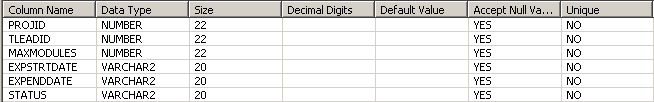 Column Name Data Type Size Decimal Digits Default Value Accept Null Va... Unique
PROJID NUMBER 22 YES NO
TLEADID NUMBER 22 YES NO
MAXMODULES NUMBER 22 YES NO
EXPSTRTDATE VARCHAR2 20 YES NO
EXPENDDATE VARCHAR2 20 YES NO
STATUS VARCHAR2 20 YES NO